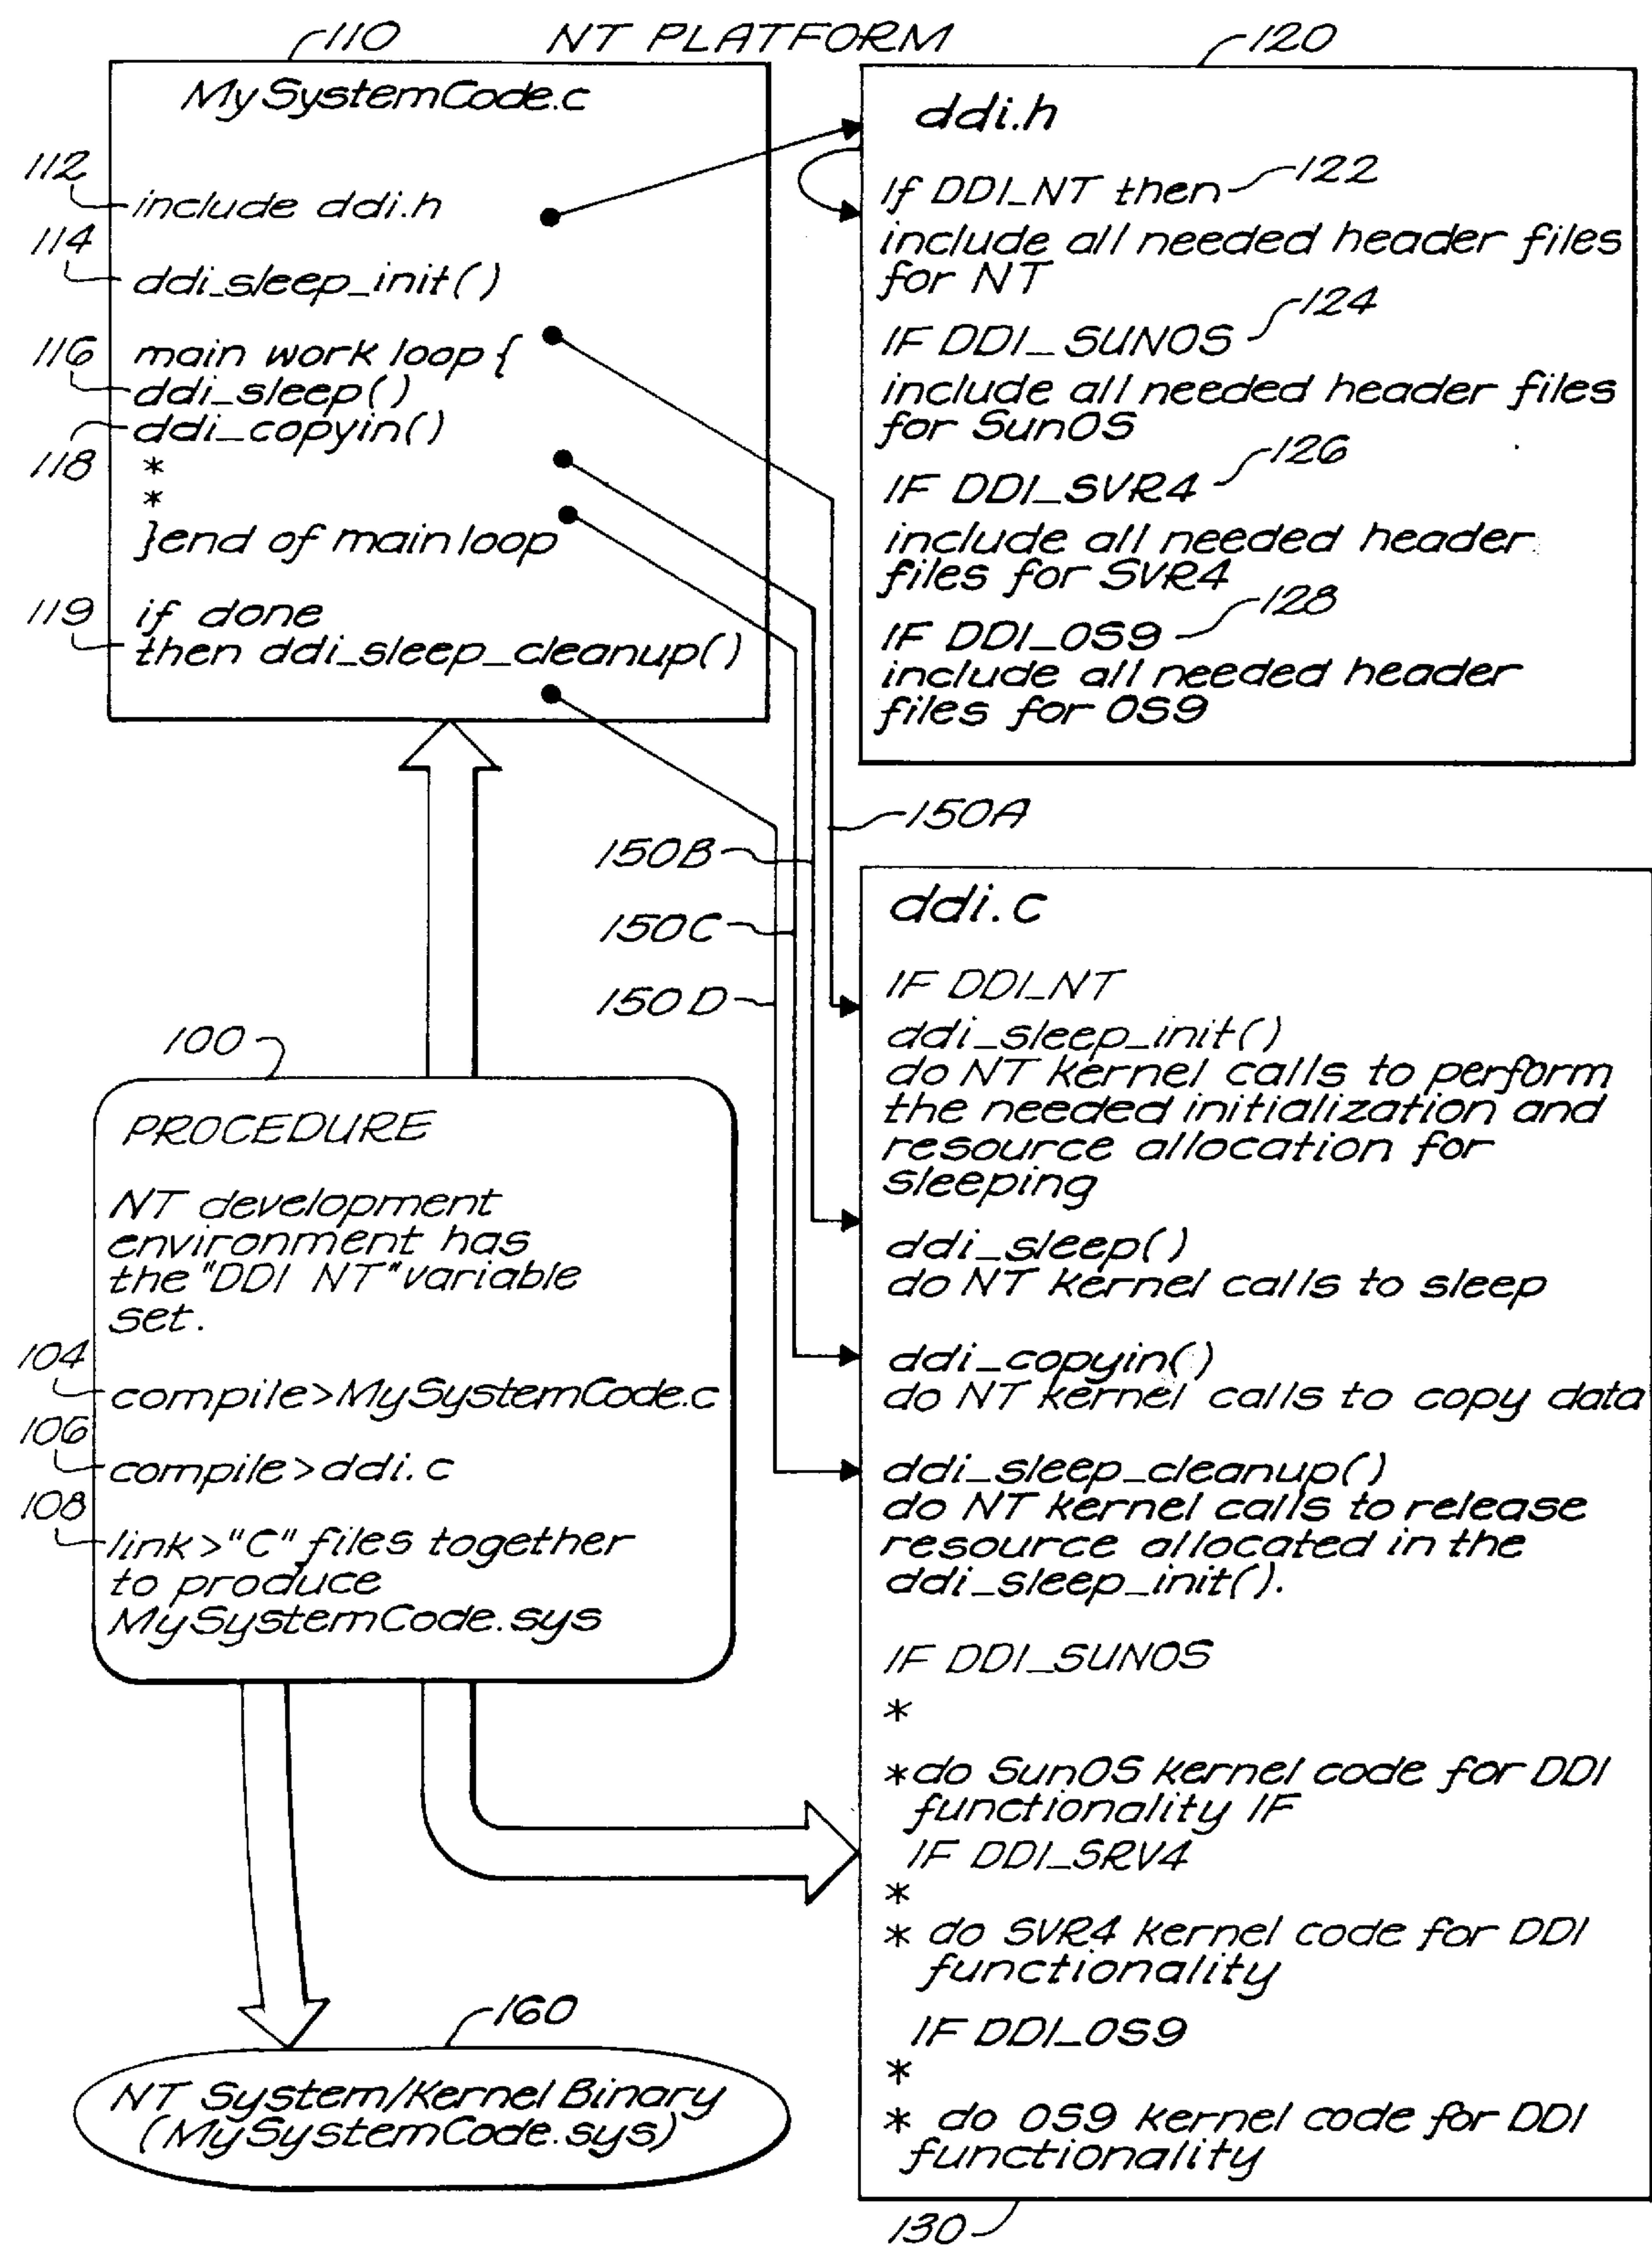 NT PLATFORM
110
MySystemCode.c
112
include ddi.h
114
ddi_sleep_init()
116
main work loop {
ddi_sleep()
ddi_copyin()
118
*
*
}end of main loop
119
if done
then ddi_sleep_cleanup()
120
ddi.h
If DDI_NT then
122
include all needed header files
for NT
124
IF DDI_SUNOS
include all needed header files
for SunOS
126
IF DDI_SVR4
include all needed header
files for SVR4
128
IF DDI_OS9
include all needed header
files for OS9
150A
150B
150C
150D
100
PROCEDURE
NT development
environment has
the "DDI NT" variable
set.
104
compile>MySystemCode.c
106
compile>ddi.c
108
link>"C" files together
to produce
MySystemCode.sys
ddi.c
IF DDI_NT
ddi_sleep_init()
do NT kernel calls to perform
the needed initialization and
resource allocation for
sleeping
ddi_sleep()
do NT kernel calls to sleep
ddi_copyin()
do NT kernel calls to copy data
ddi_sleep_cleanup()
do NT kernel calls to release
resource allocated in the
ddi_sleep_init().
IF DDI_SUNOS
*
*do SunOS kernel code for DDI
functionality IF
IF DDI_SRV4
*
* do SVR4 kernel code for DDI
functionality
IF DDI_OS9
*
* do OS9 kernel code for DDI
functionality
130
160
NT System/Kernel Binary
(MySystemCode.sys)